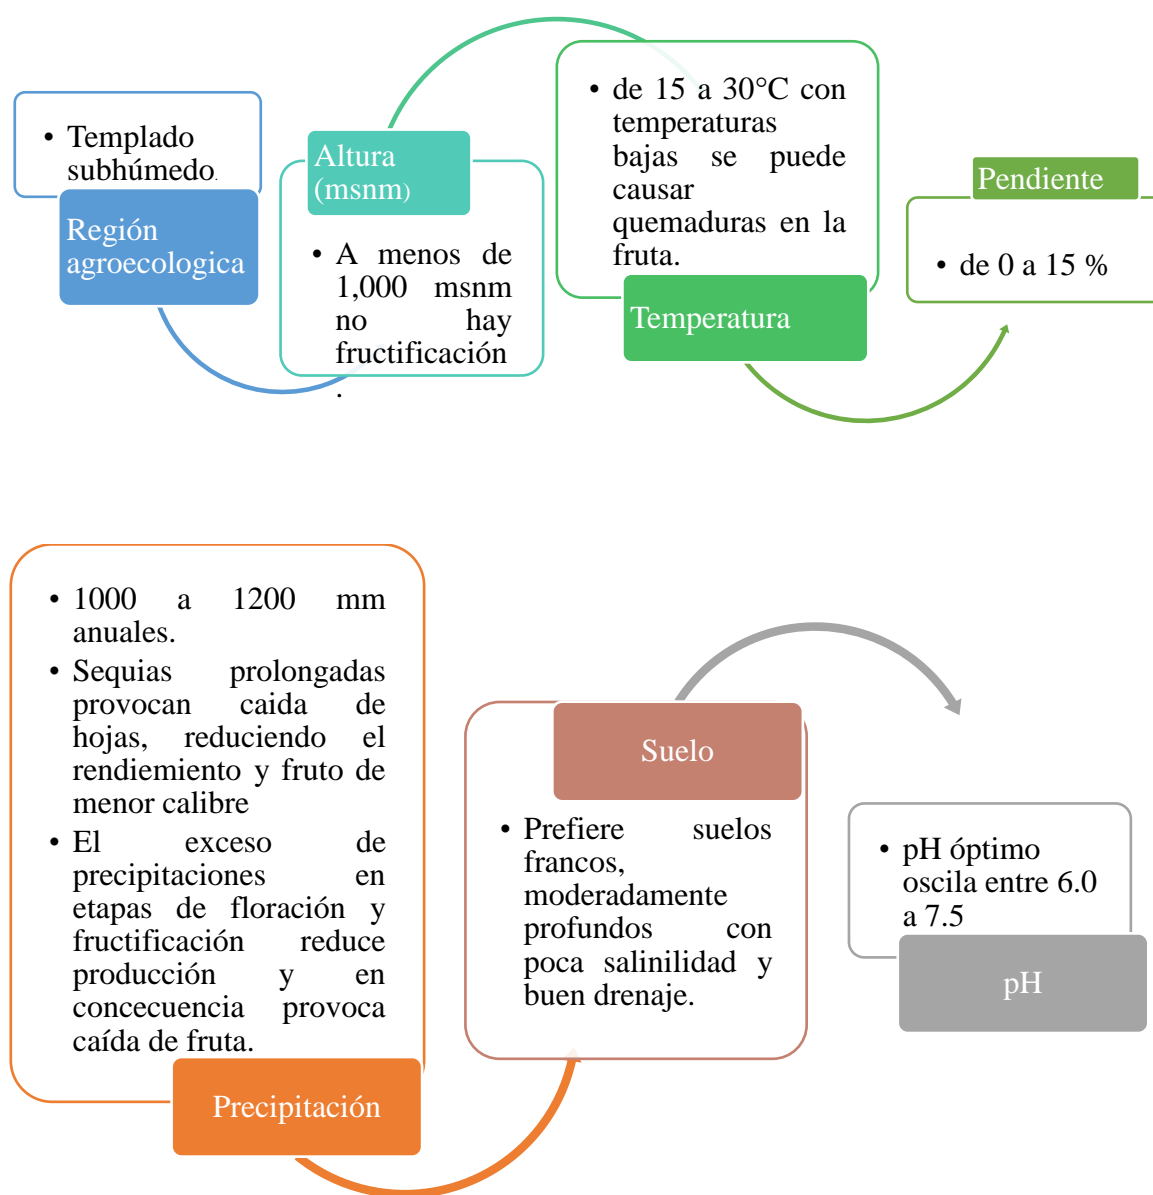 • Templado
subhúmedo.
Región
agroecologica
Altura
(msnm)
• A menos de
1,000 msnm
no hay
fructificación
.
• de 15 a 30°C con
temperaturas
bajas se puede
causar
quemaduras en la
fruta.
Temperatura
Pendiente
• de 0 a 15 %
• 1000 a 1200 mm
anuales.
• Sequias prolongadas
provocan caida de
hojas, reduciendo el
rendiemiento y fruto de
menor calibre
• El exceso de
precipitaciones en
etapas de floración y
fructificación reduce
producción y en
concecuencia provoca
caída de fruta.
Precipitación
Suelo
• Prefiere suelos
francos,
moderadamente
profundos con
poca salinilidad y
buen drenaje.
• pH óptimo
oscila entre 6.0
a 7.5
pH